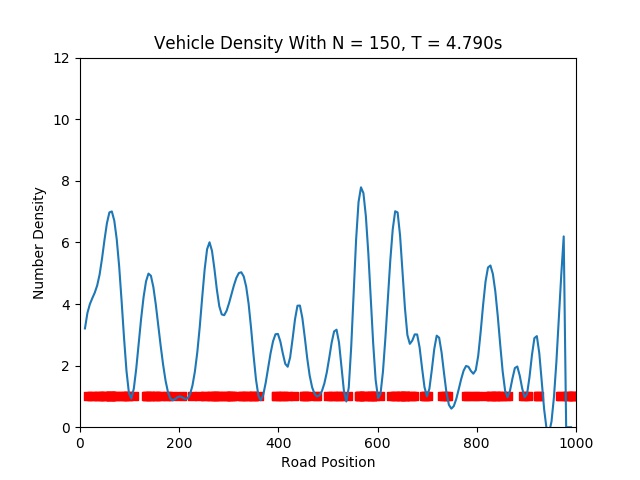 Vehicle Density With N = 150, T = 4.790s
12
10
8
6
4
2
0
Number Density
0 200 400 600 800 1000
Road Position